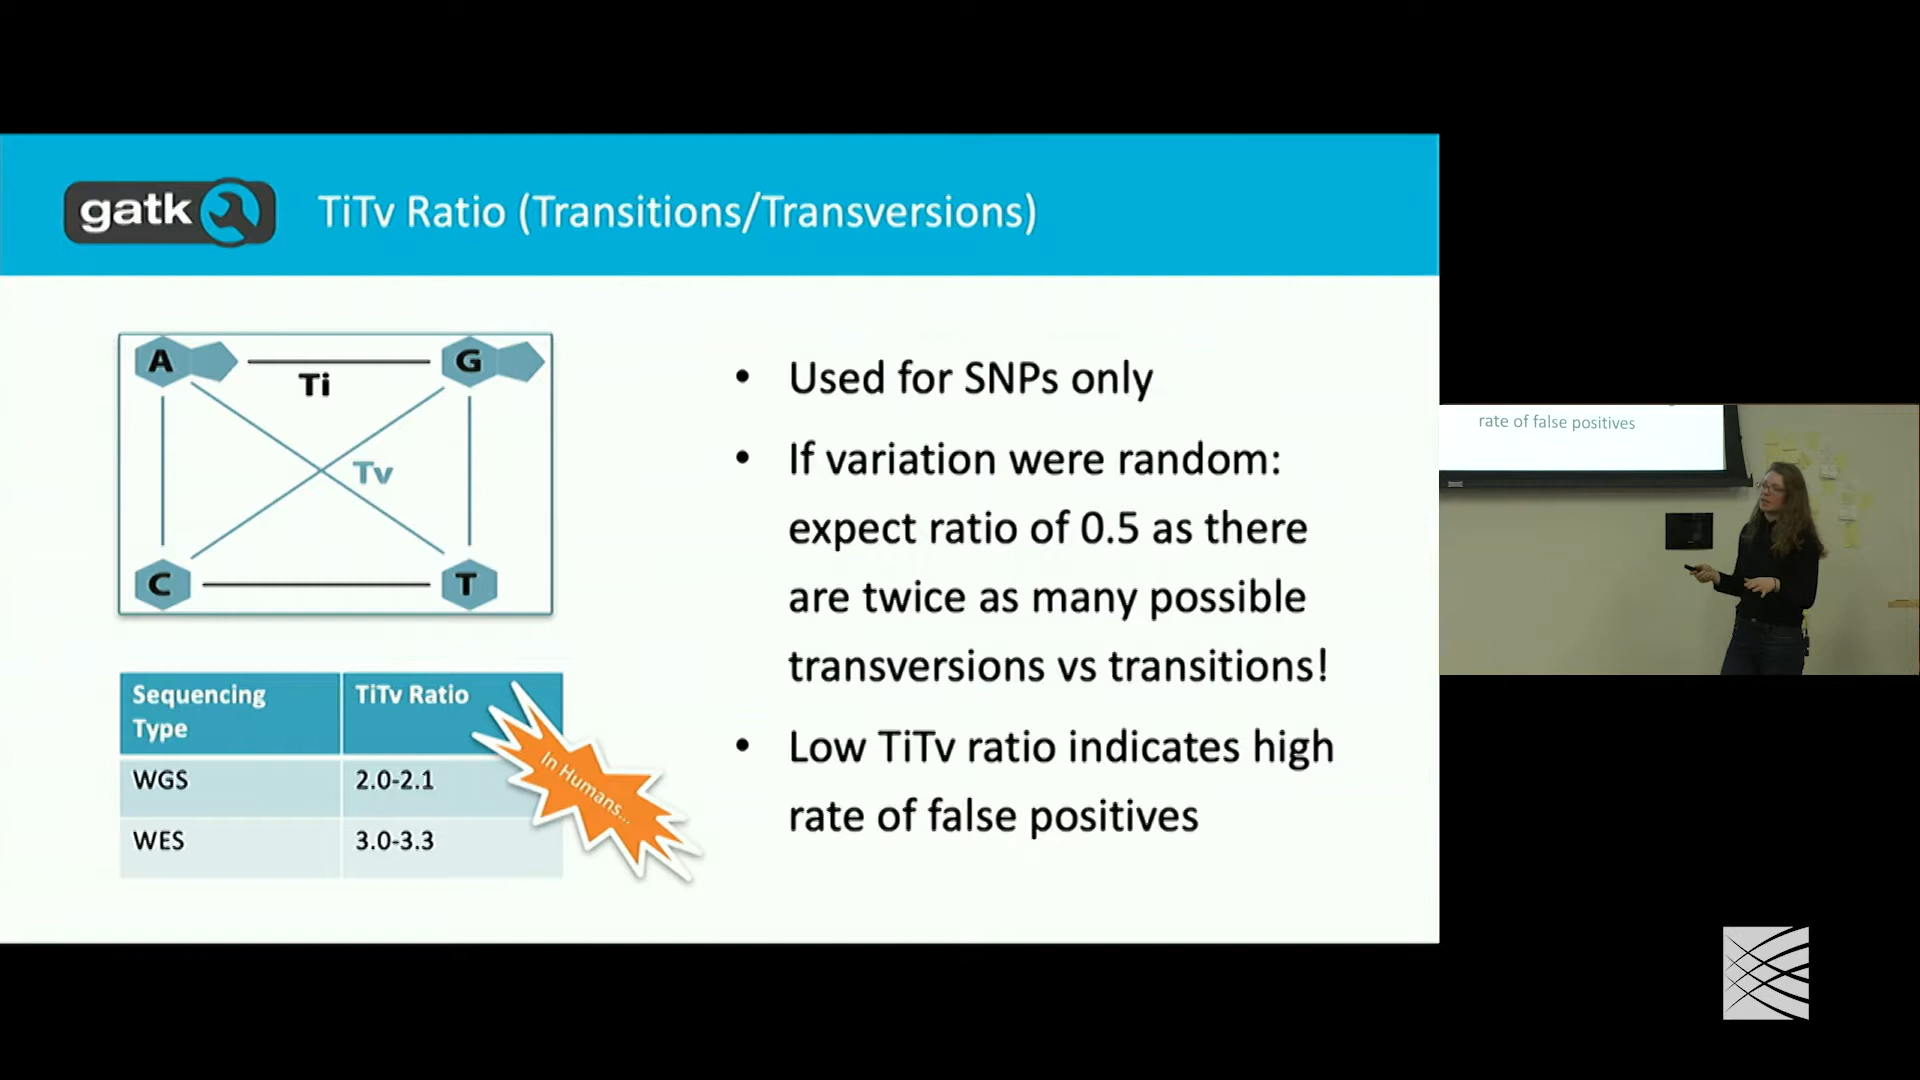 gatk
TiTv Ratio (Transitions/Transversions)
A
G
Ti
Tv
C
T
Sequencing Type
TiTv Ratio
WGS
2.0-2.1
WES
3.0-3.3
In Humans...
• Used for SNPs only
• If variation were random:
expect ratio of 0.5 as there
are twice as many possible
transversions vs transitions!
• Low TiTv ratio indicates high
rate of false positives
rate of false positives